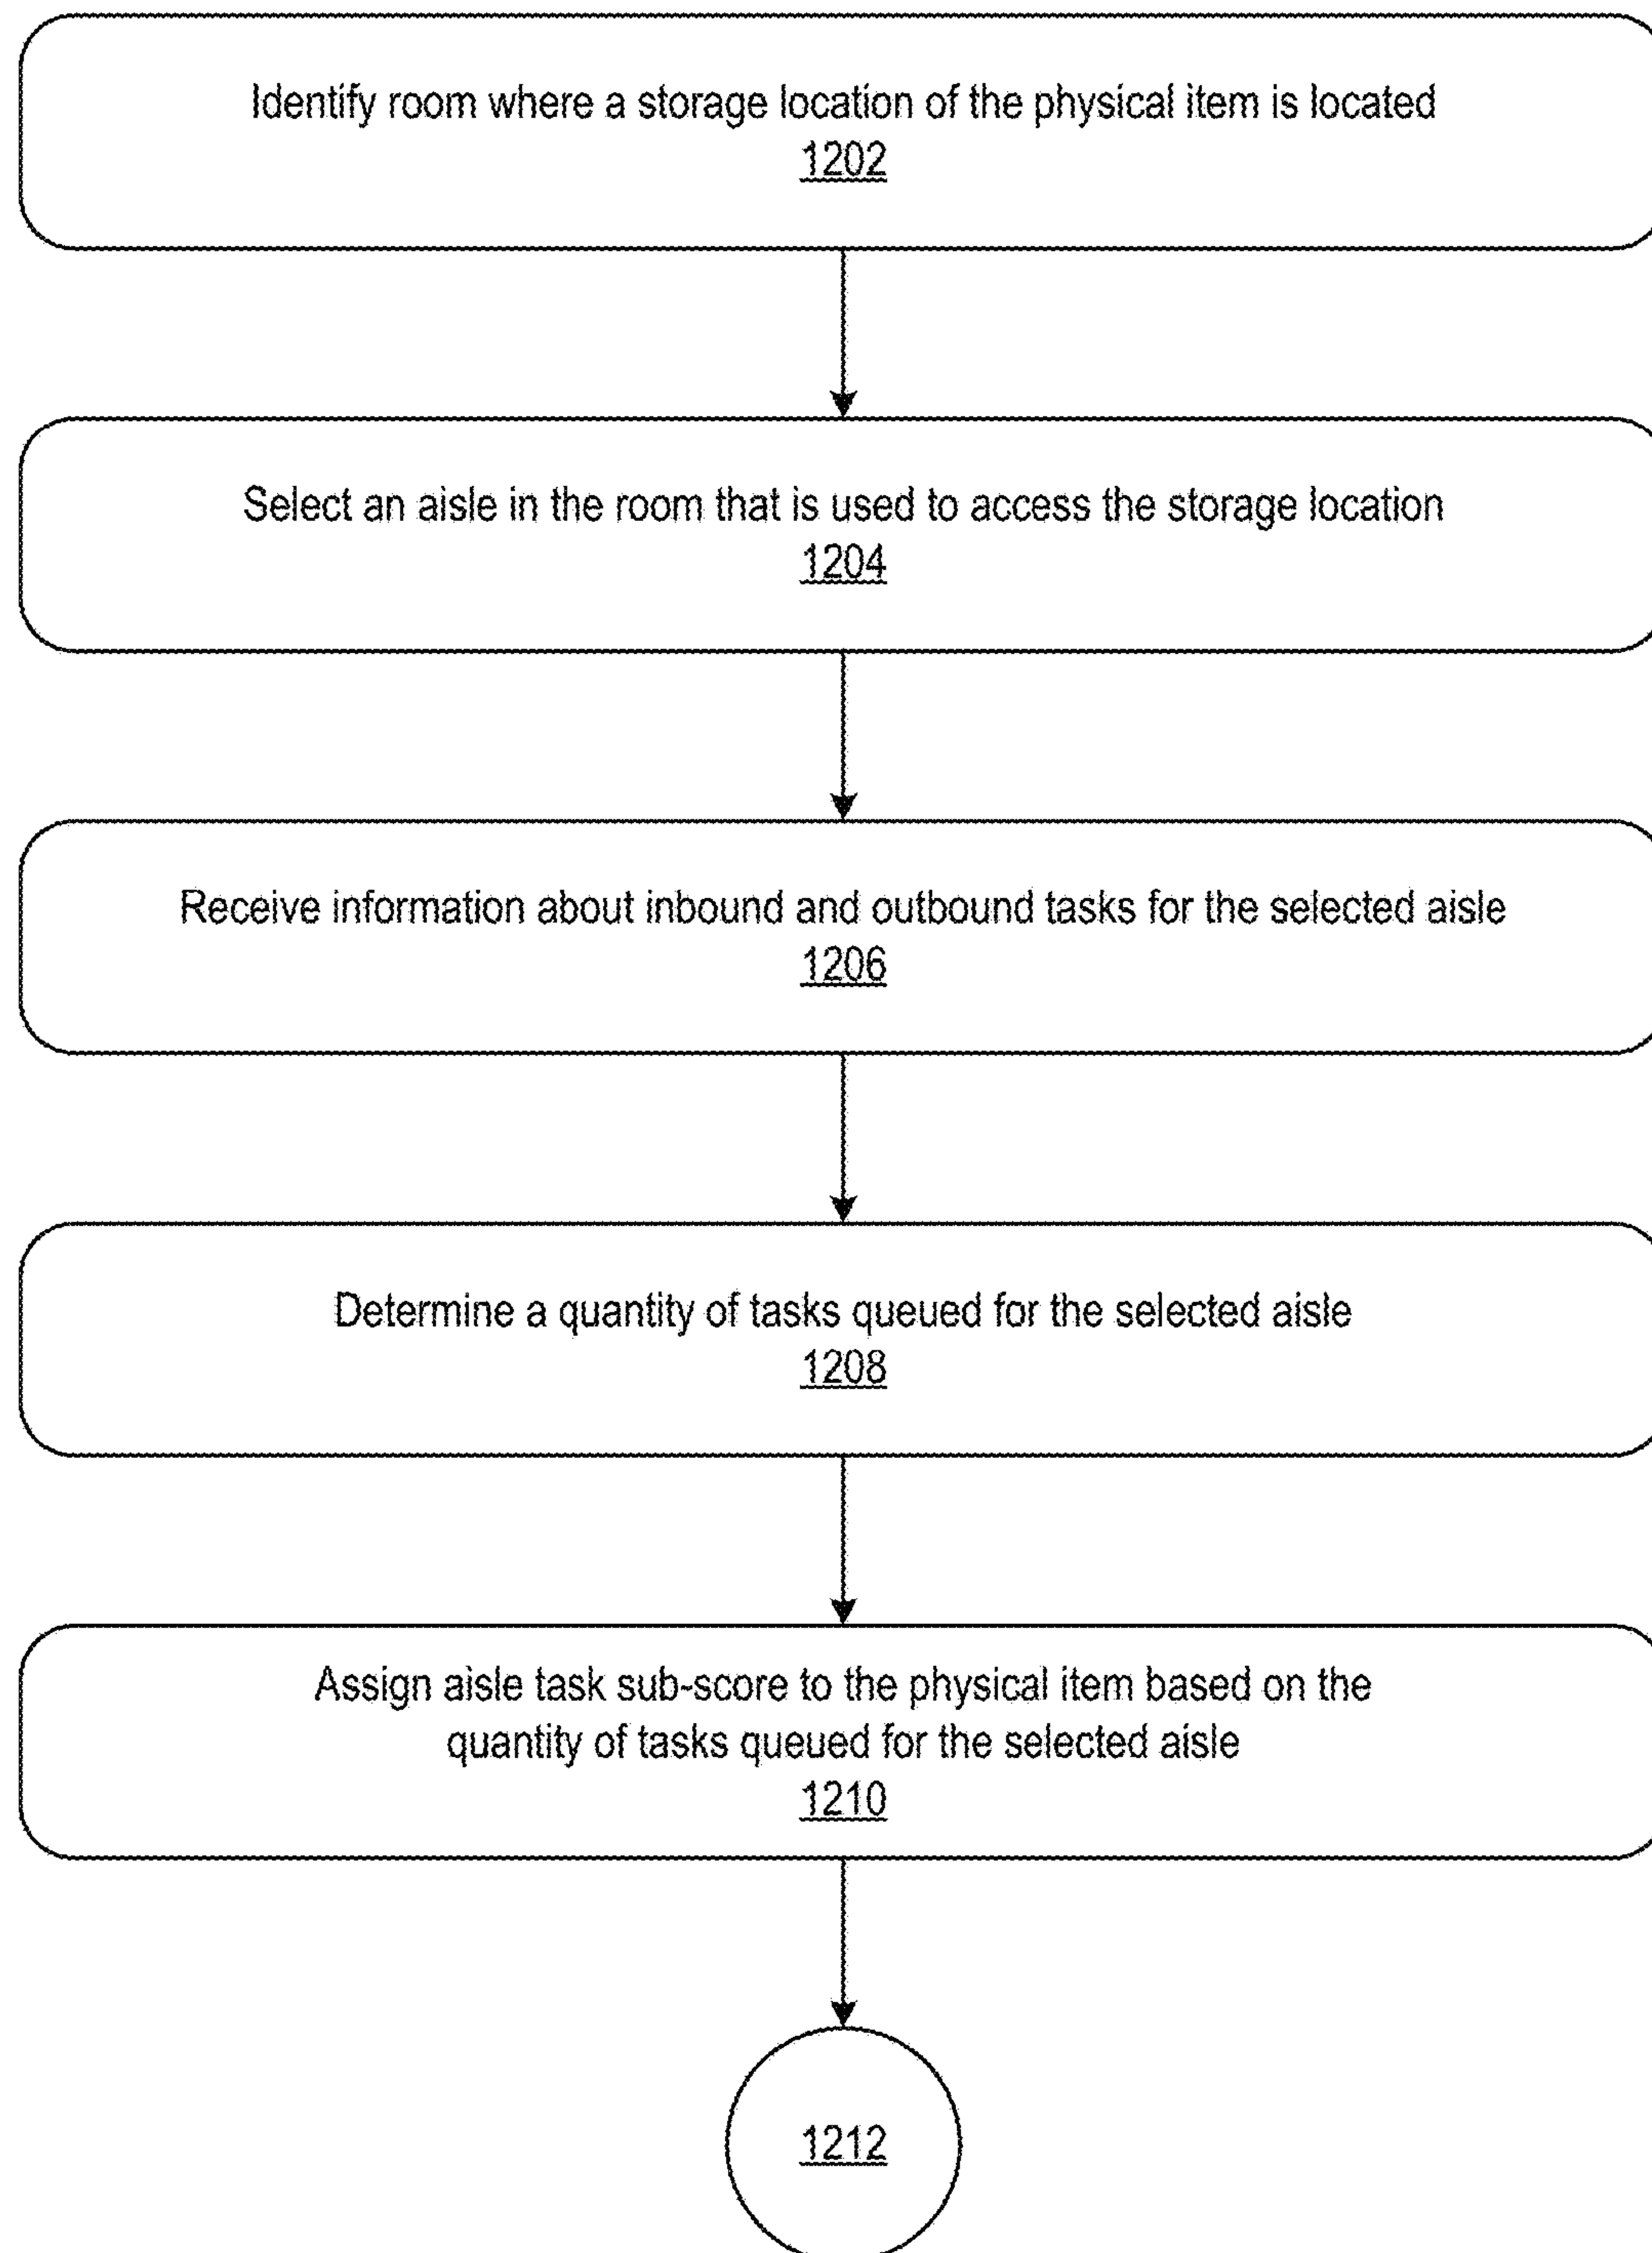 Identify room where a storage location of the physical item is located
1202
Select an aisle in the room that is used to access the storage location
1204
Receive information about inbound and outbound tasks for the selected aisle
1206
Determine a quantity of tasks queued for the selected aisle
1208
Assign aisle task sub-score to the physical item based on the
quantity of tasks queued for the selected aisle
1210
1212